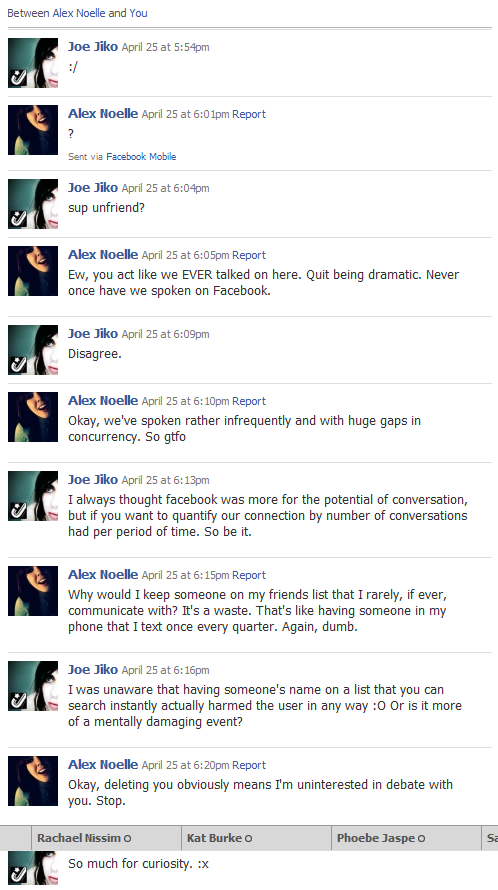 Between Alex Noelle and You
Joe Jiko April 25 at 5:54pm
:/
Alex Noelle April 25 at 6:01pm Report
?
Sent via Facebook Mobile
Joe Jiko April 25 at 6:04pm
sup unfriend?
Alex Noelle April 25 at 6:05pm Report
Ew, you act like we EVER talked on here. Quit being dramatic. Never
once have we spoken on Facebook.
Joe Jiko April 25 at 6:09pm
Disagree.
Alex Noelle April 25 at 6:10pm Report
Okay, we've spoken rather infrequently and with huge gaps in
concurrency. So gtfo
Joe Jiko April 25 at 6:13pm
I always thought facebook was more for the potential of conversation,
but if you want to quantify our connection by number of conversations
had per period of time. So be it.
Alex Noelle April 25 at 6:15pm Report
Why would I keep someone on my friends list that I rarely, if ever,
communicate with? It's a waste. That's like having someone in my
phone that I text once every quarter. Again, dumb.
Joe Jiko April 25 at 6:16pm
I was unaware that having someone's name on a list that you can
search instantly actually harmed the user in any way :O Or is it more
of a mentally damaging event?
Alex Noelle April 25 at 6:20pm Report
Okay, deleting you obviously means I'm uninterested in debate with
you. Stop.
Rachael Nissim Kat Burke Phoebe Jaspe Sa
So much for curiosity. :x